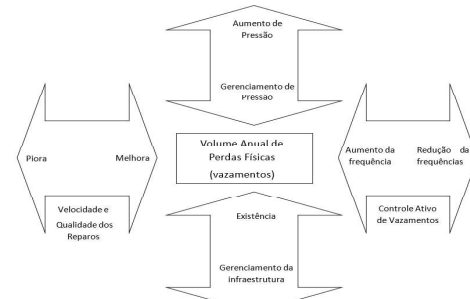 Aumento de
Pressão
Gerenciamento de
Pressão
Piora
Melhora
Velocidade e
Qualidade dos
Reparos
Volume Anual de
Perdas Físicas
(vazamentos)
Aumento da
frequência
Redução da
frequências
Controle Ativo
de Vazamentos
Existência
Gerenciamento da
infraestrutura